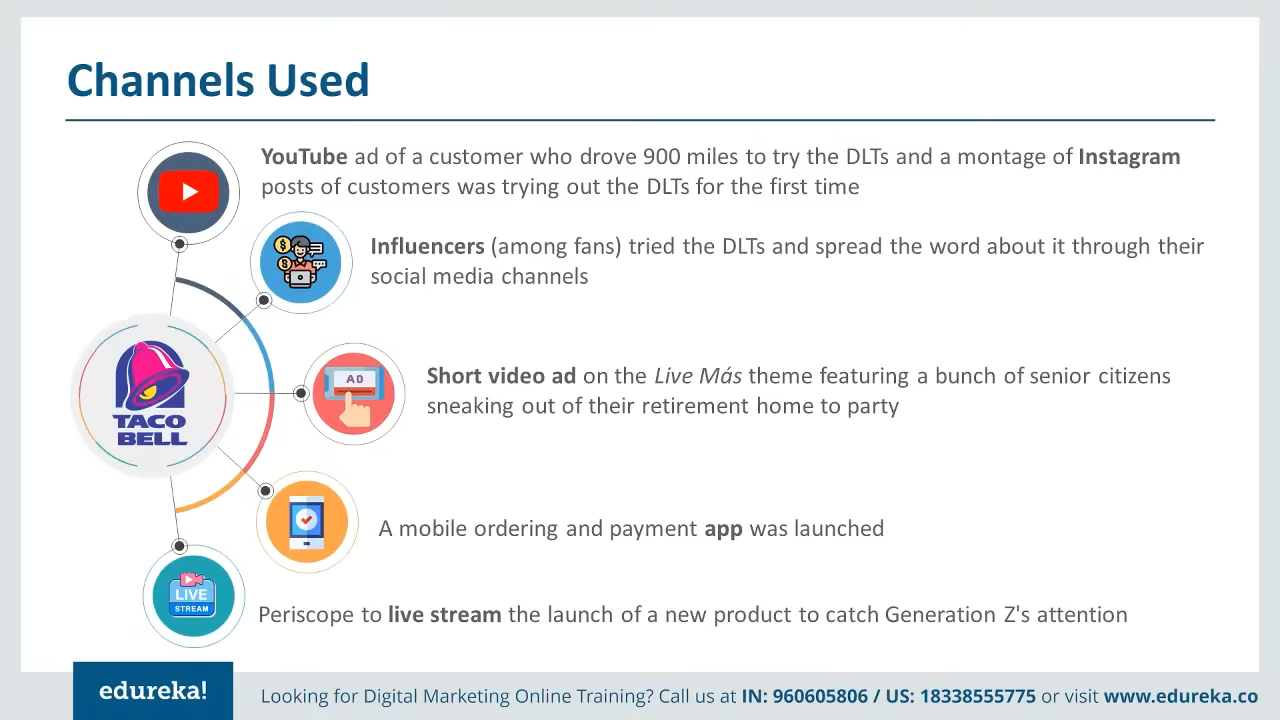 Channels Used
YouTube ad of a customer who drove 900 miles to try the DLTs and a montage of Instagram
posts of customers was trying out the DLTs for the first time
Influencers (among fans) tried the DLTs and spread the word about it through their
social media channels
AD
Short video ad on the Live Más theme featuring a bunch of senior citizens
sneaking out of their retirement home to party
TACO
BELL
A mobile ordering and payment app was launched
LIVE
STREAM
Periscope to live stream the launch of a new product to catch Generation Z's attention
edureka!
Looking for Digital Marketing Online Training? Call us at IN: 960605806 / US: 18338555775 or visit www.edureka.co